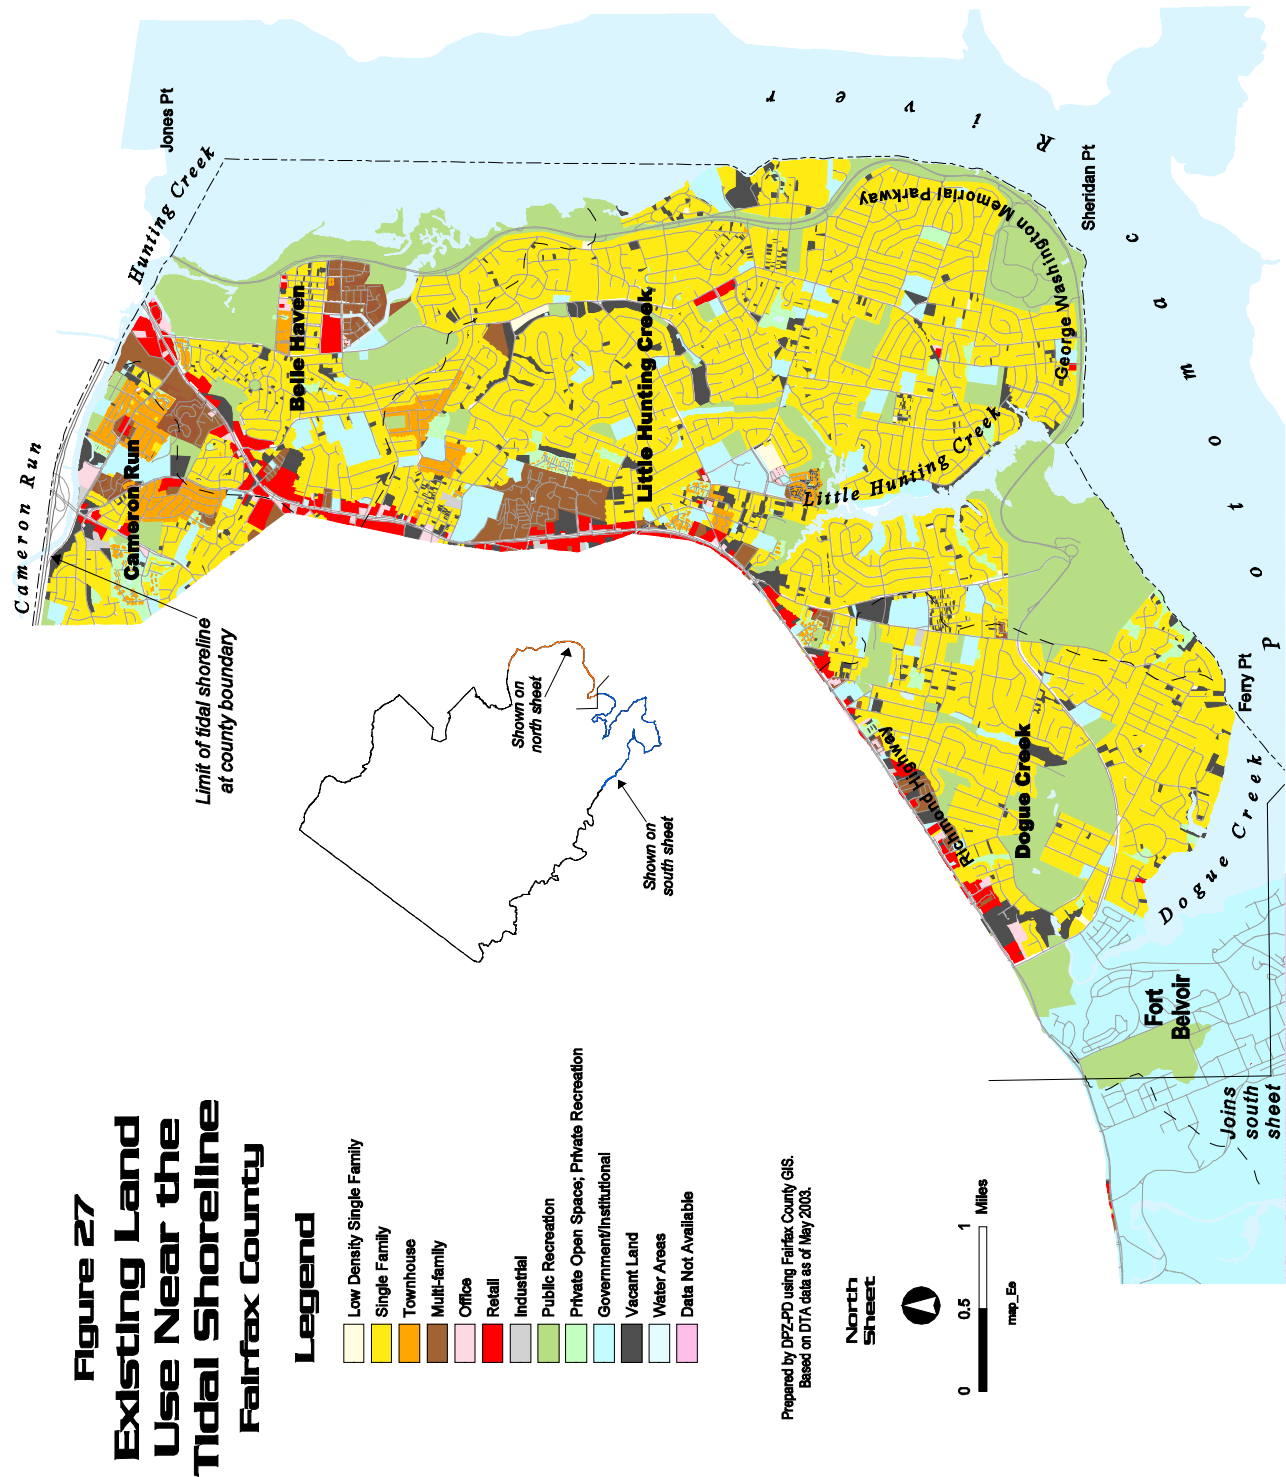 Figure 27
Existing Land
Use Near the
Tidal Shoreline
Fairfax County
Legend
Low Density Single Family
Single Family
Townhouse
Multi-family
Office
Retail
Industrial
Public Recreation
Private Open Space; Private Recreation
Government/Institutional
Vacant Land
Water Areas
Data Not Available
Prepared by DPZ-PD using Fairfax County GIS.
Based on DTA data as of May 2003.
North
Sheet
0
0.5
1
Miles
map_Ea
Cameron Run
Limit of tidal shoreline
at county boundary
Shown on
north sheet
Shown on
south sheet
Hunting Creek
Jones Pt
Cameron Run
Belle Haven
Little Hunting Creek
Little Hunting Creek
George Washington Memorial Parkway
Sheridan Pt
Potomac River
Richmond Highway
Dogue Creek
Ferry Pt
Dogue Creek
Fort
Belvoir
Joins
south
sheet